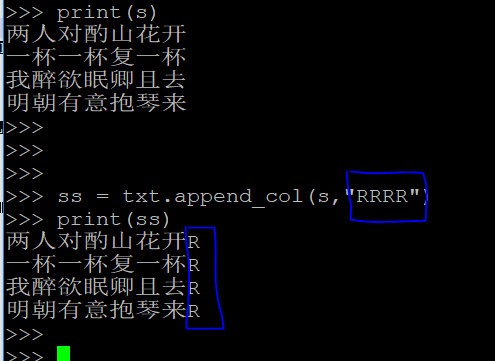 >>> print(s)
两人对酌山花开
一杯一杯复一杯
我醉欲眠卿且去
明朝有意抱琴来
>>>
>>>
>>>
>>> ss = txt.append_col(s,"RRRR")
>>> print(ss)
两人对酌山花开R
一杯一杯复一杯R
我醉欲眠卿且去R
明朝有意抱琴来R
>>>
>>>